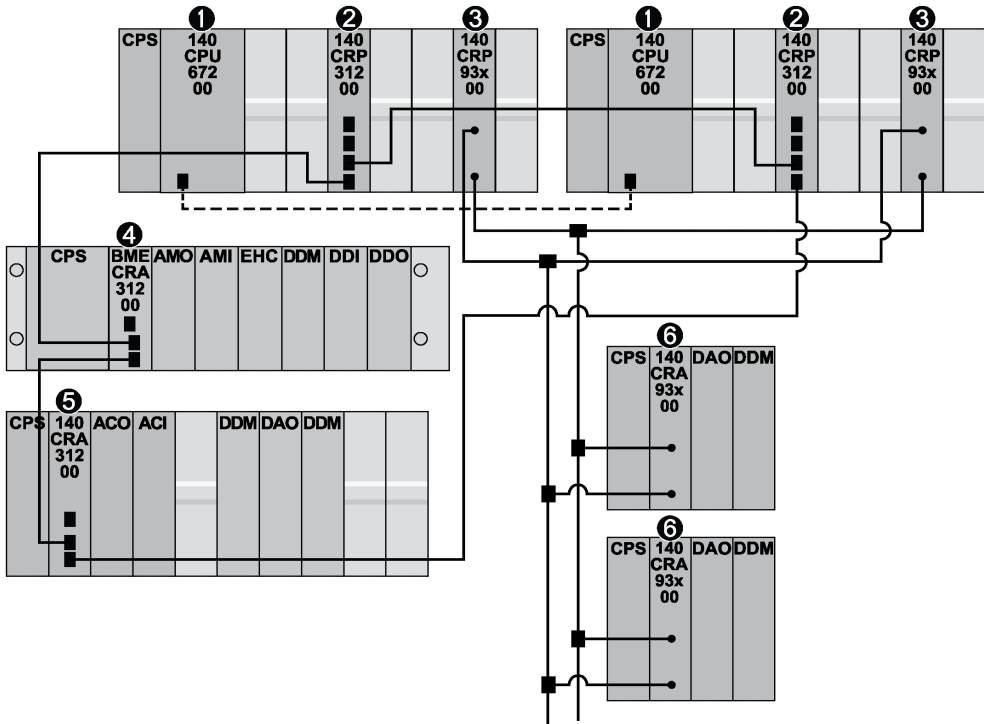 1 2 3 1 2 3
CPS 140 140 140 CPS 140 140 140
CPU CRP CRP CPU CRP CRP
672 312 93x 672 312 93x
00 00 00 00 00 00
4
CPS BME AMO AMI EHC DDM DDI DDO
CRA
312
00
6
CPS 140 DAO DDM
CRA
93x
00
5
CPS 140 ACO ACI DDM DAO DDM
CRA
312
00
6
CPS 140 DAO DDM
CRA
93x
00